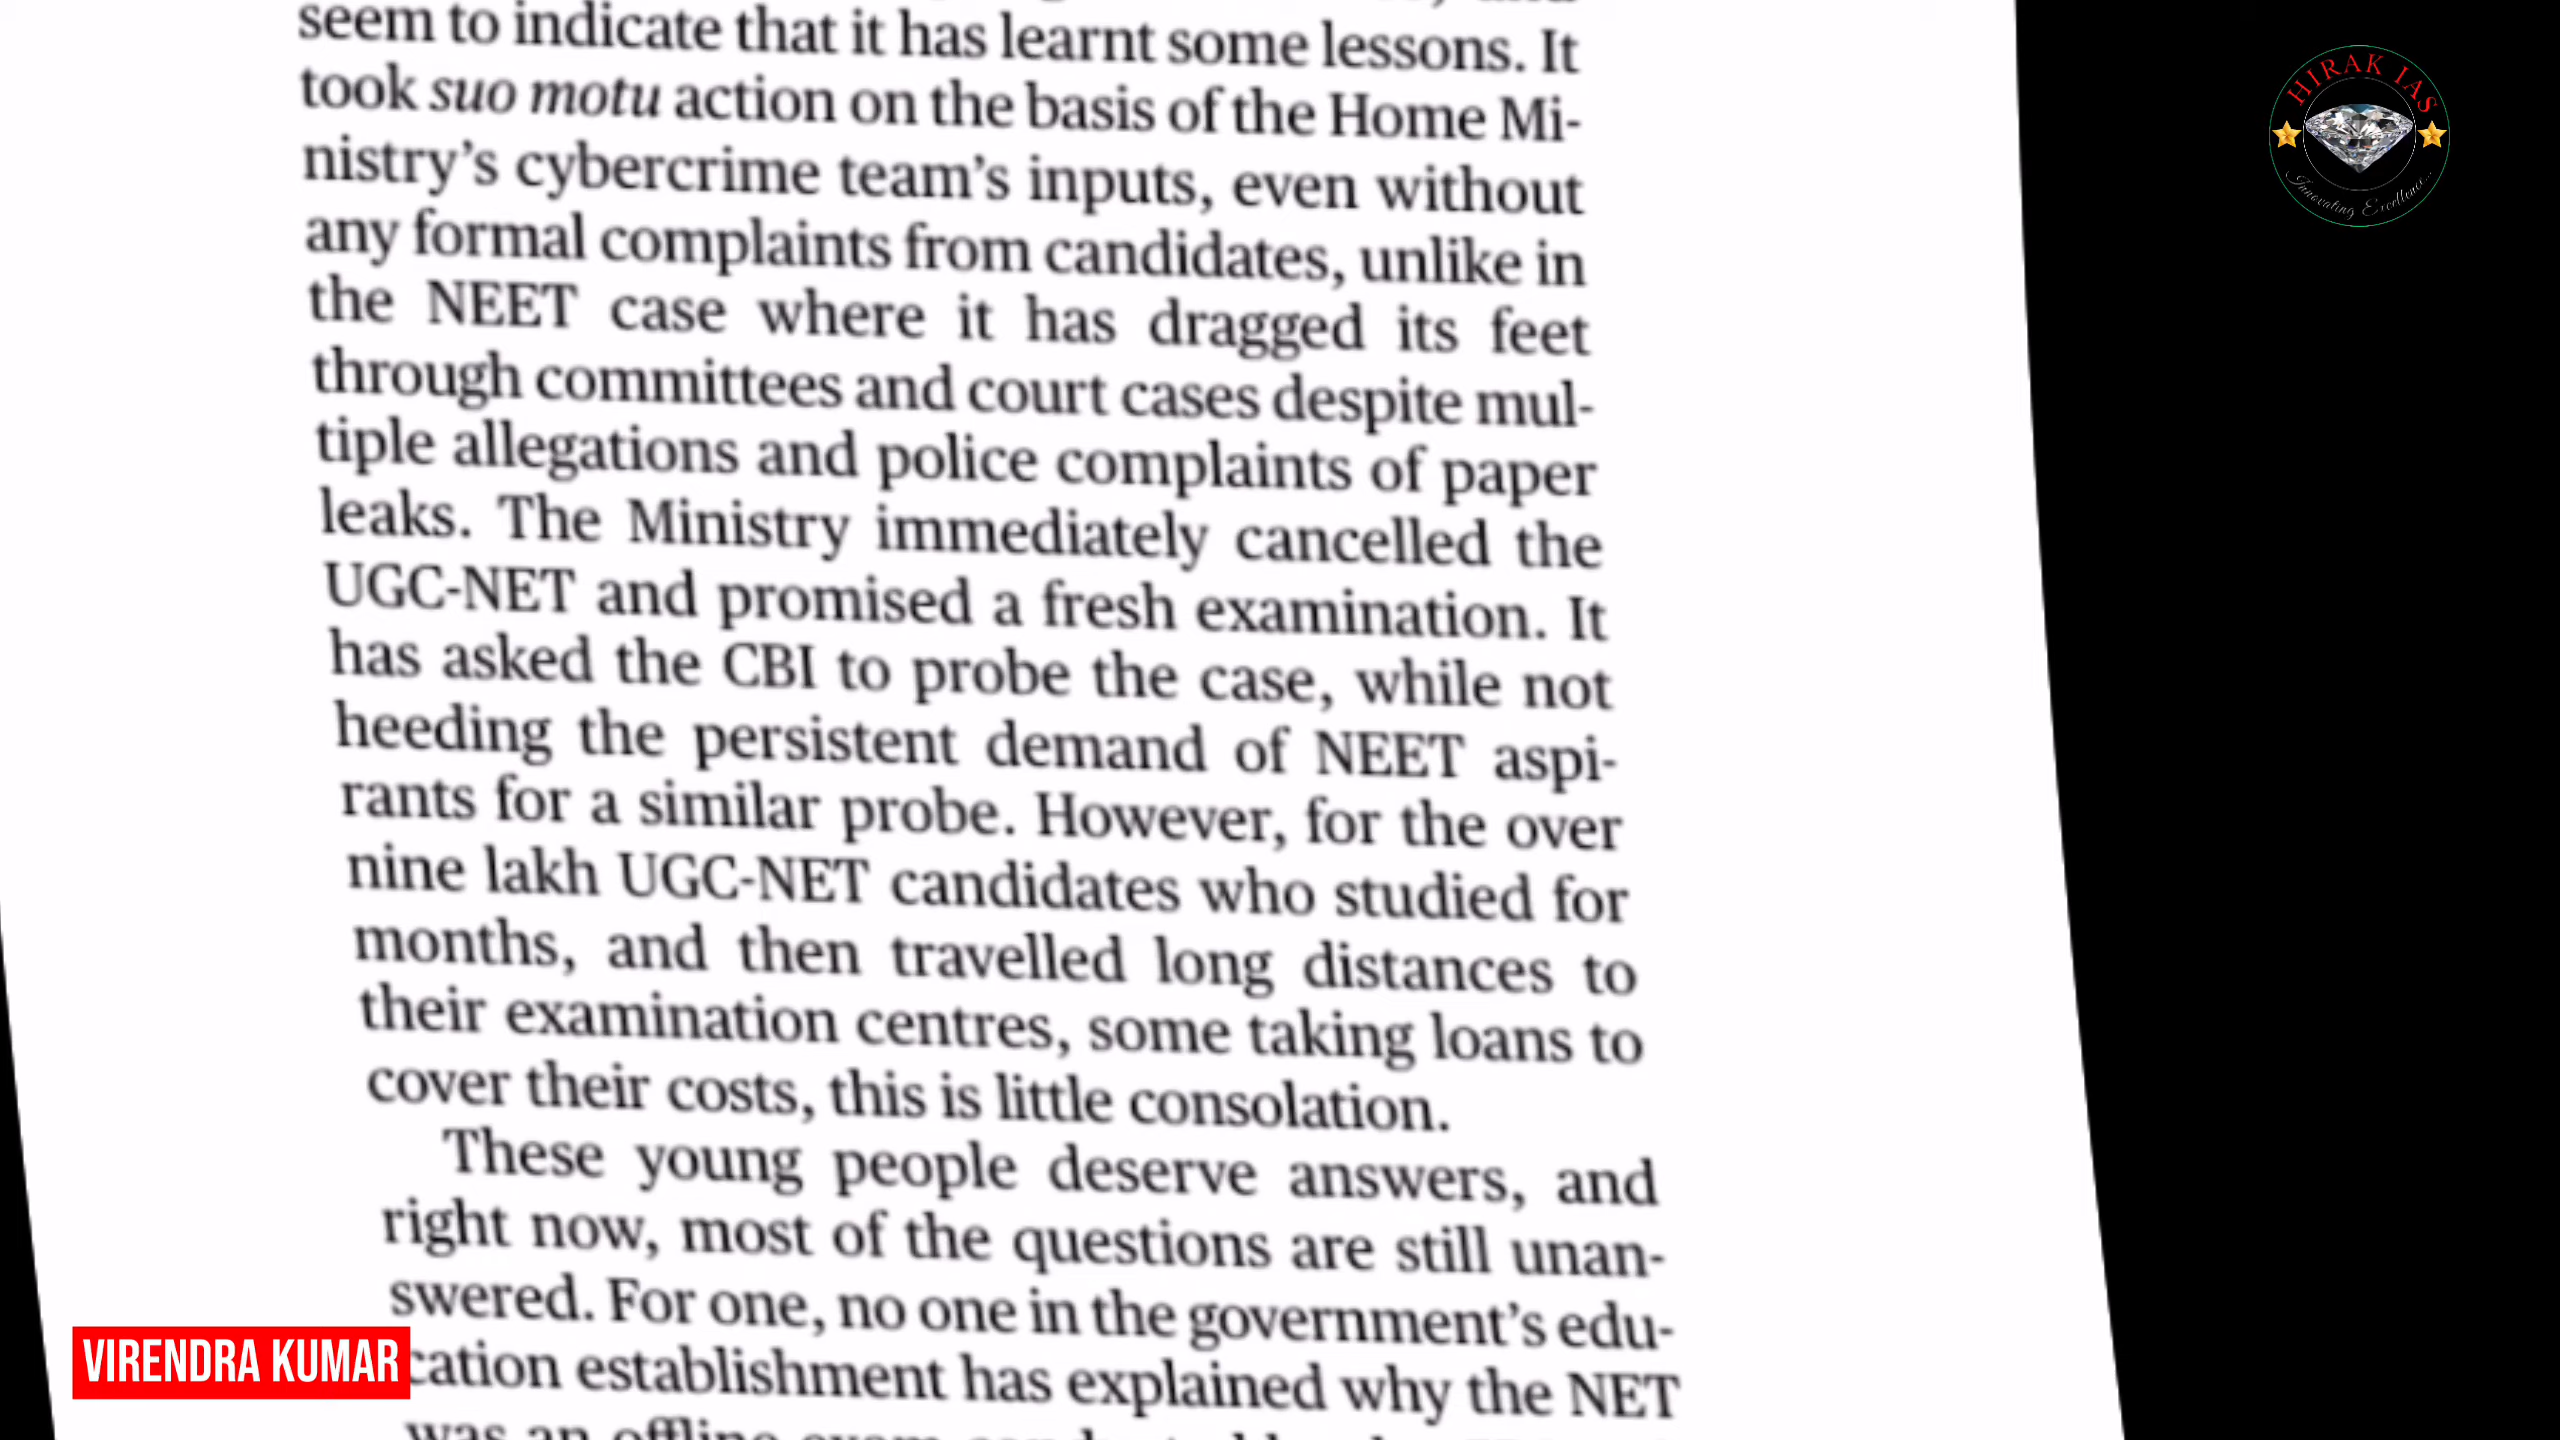 seem to indicate that it has learnt some lessons. It
took suo motu action on the basis of the Home Mi-
nistry's cybercrime team's inputs, even without
any formal complaints from candidates, unlike in
the NEET case where it has dragged its feet
through committees and court cases despite mul-
tiple allegations and police complaints of paper
leaks. The Ministry immediately cancelled the
UGC-NET and promised a fresh examination. It
has asked the CBI to probe the case, while not
heeding the persistent demand of NEET aspi-
rants for a similar probe. However, for the over
nine lakh UGC-NET candidates who studied for
months, and then travelled long distances to
their examination centres, some taking loans to
cover their costs, this is little consolation.
These young people deserve answers, and
right now, most of the questions are still unan-
swered. For one, no one in the government's edu-
cation establishment has explained why the NET
was an offline exam
HIRAK IAS
Innovating Excellence...
VIRENDRA KUMAR